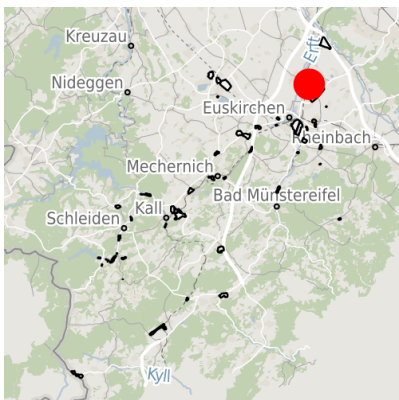 Kreuzau
Erft
Nideggen
Euskirchen
Rheinbach
Mechernich
Bad Münstereifel
Kall
Schleiden
Kyll